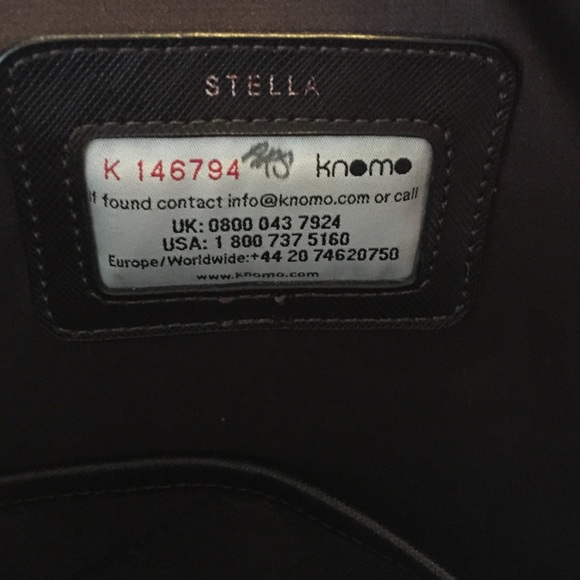 STELLA
K 146794 knomo
If found contact info@knomo.com or call
UK: 0800 043 7924
USA: 1 800 737 5160
Europe/Worldwide:+44 20 74620750
www.knomo.com